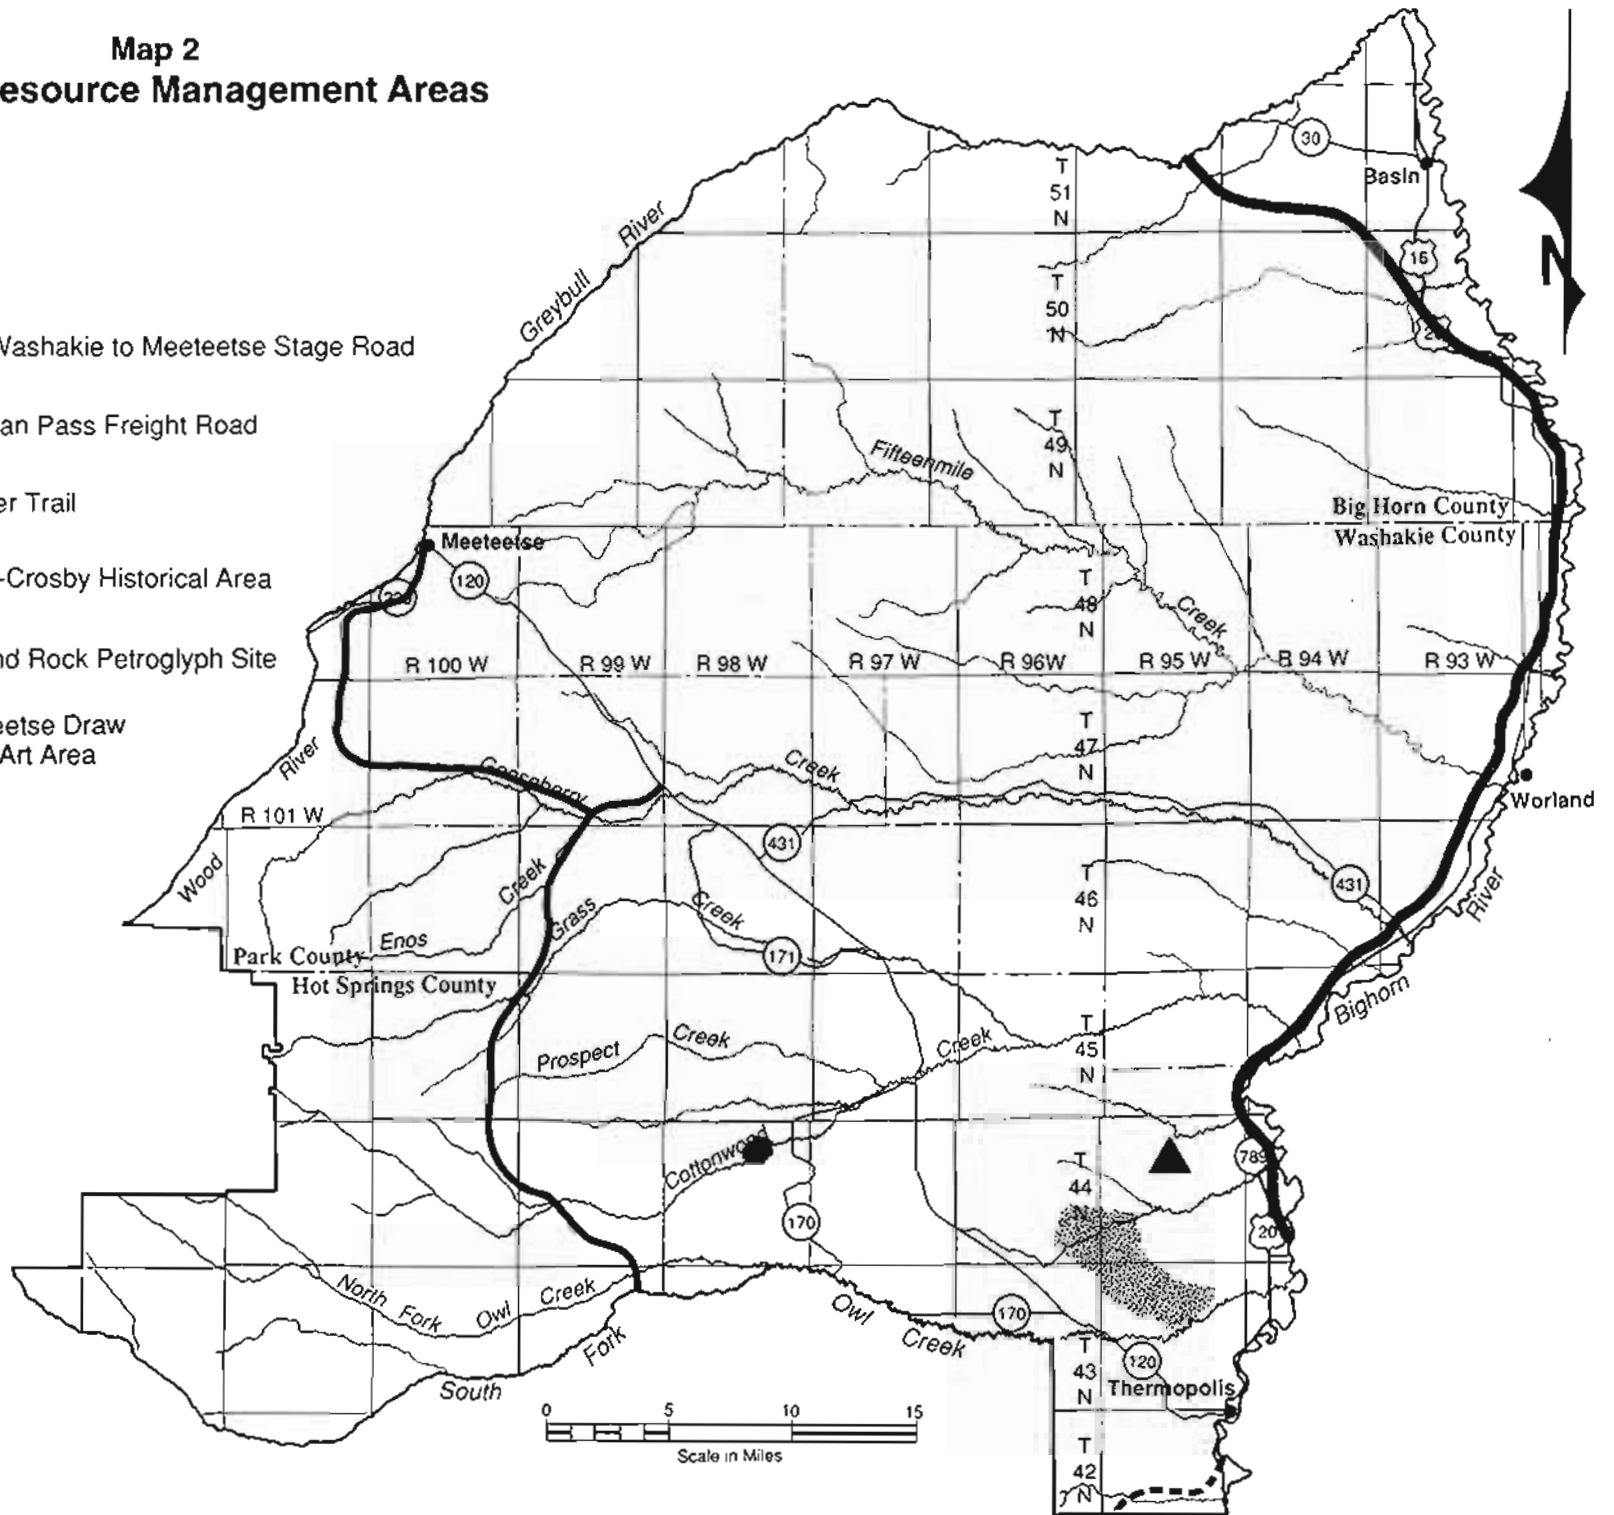 Map 2
esource Management Areas
Washakie to Meeteetse Stage Road
an Pass Freight Road
er Trail
-Crosby Historical Area
nd Rock Petroglyph Site
eetse Draw
Art Area
30
Basin
T
51
N
16
N
River
Greybull
T
50
N
20
T
49
N
Fifteenmile
Big Horn County
Washakie County
Meeteetse
120
T
48
N
Creek
R 100 W
R 99 W
R 98 W
R 97 W
R 96W
R 95 W
R 94 W
R 93 W
T
47
N
River
Gooseberry
Creek
Worland
R 101 W
431
Wood
Creek
431
T
46
N
River
Grass
Creek
Enos
Park County
171
Hot Springs County
Bighorn
T
45
N
Creek
Prospect
Creek
Cottonwood
789
T
44
N
170
20
North
Fork
Owl
Creek
Owl
Creek
170
Fork
South
T
43
N
120
Thermopolis
0
5
10
15
Scale in Miles
T
42
N